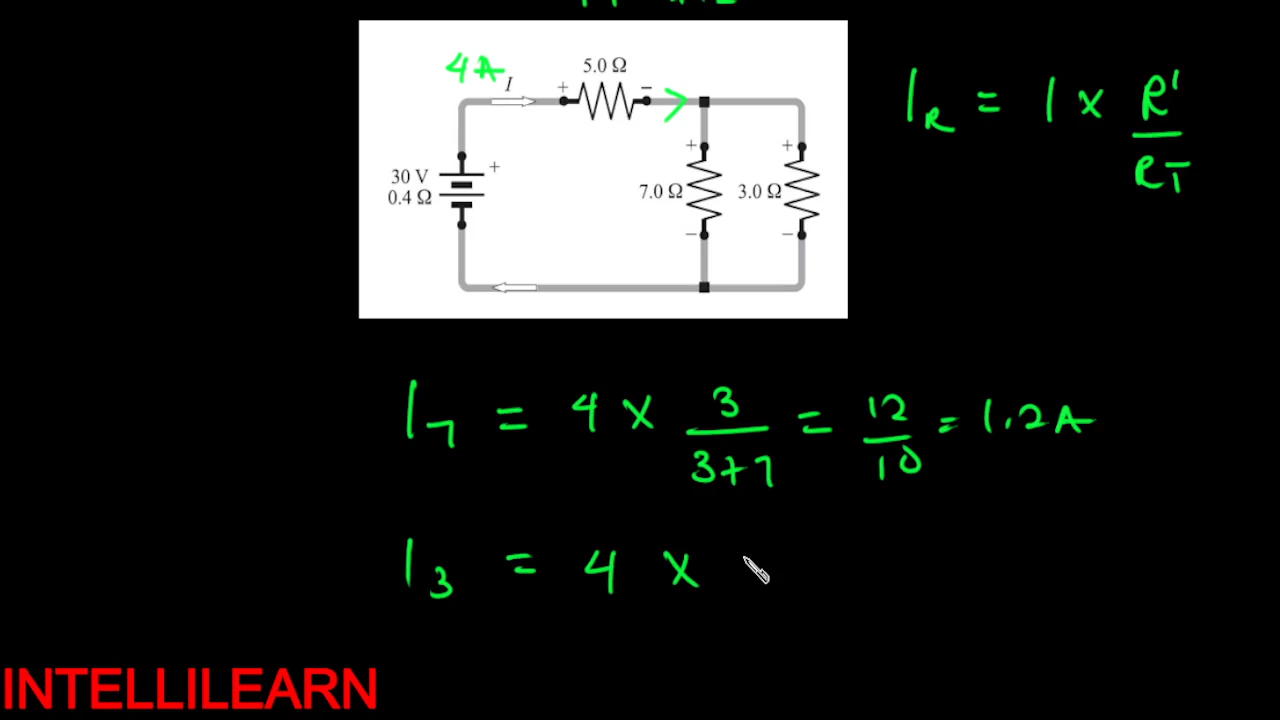 4A
I
5.0 Ω
+ −
+
30 V
0.4 Ω
+ +
7.0 Ω 3.0 Ω
− −
I_R = I × R'/RT
I_7 = 4 × 3/(3+7) = 12/10 = 1.2A
I_3 = 4 ×
INTELLILEARN